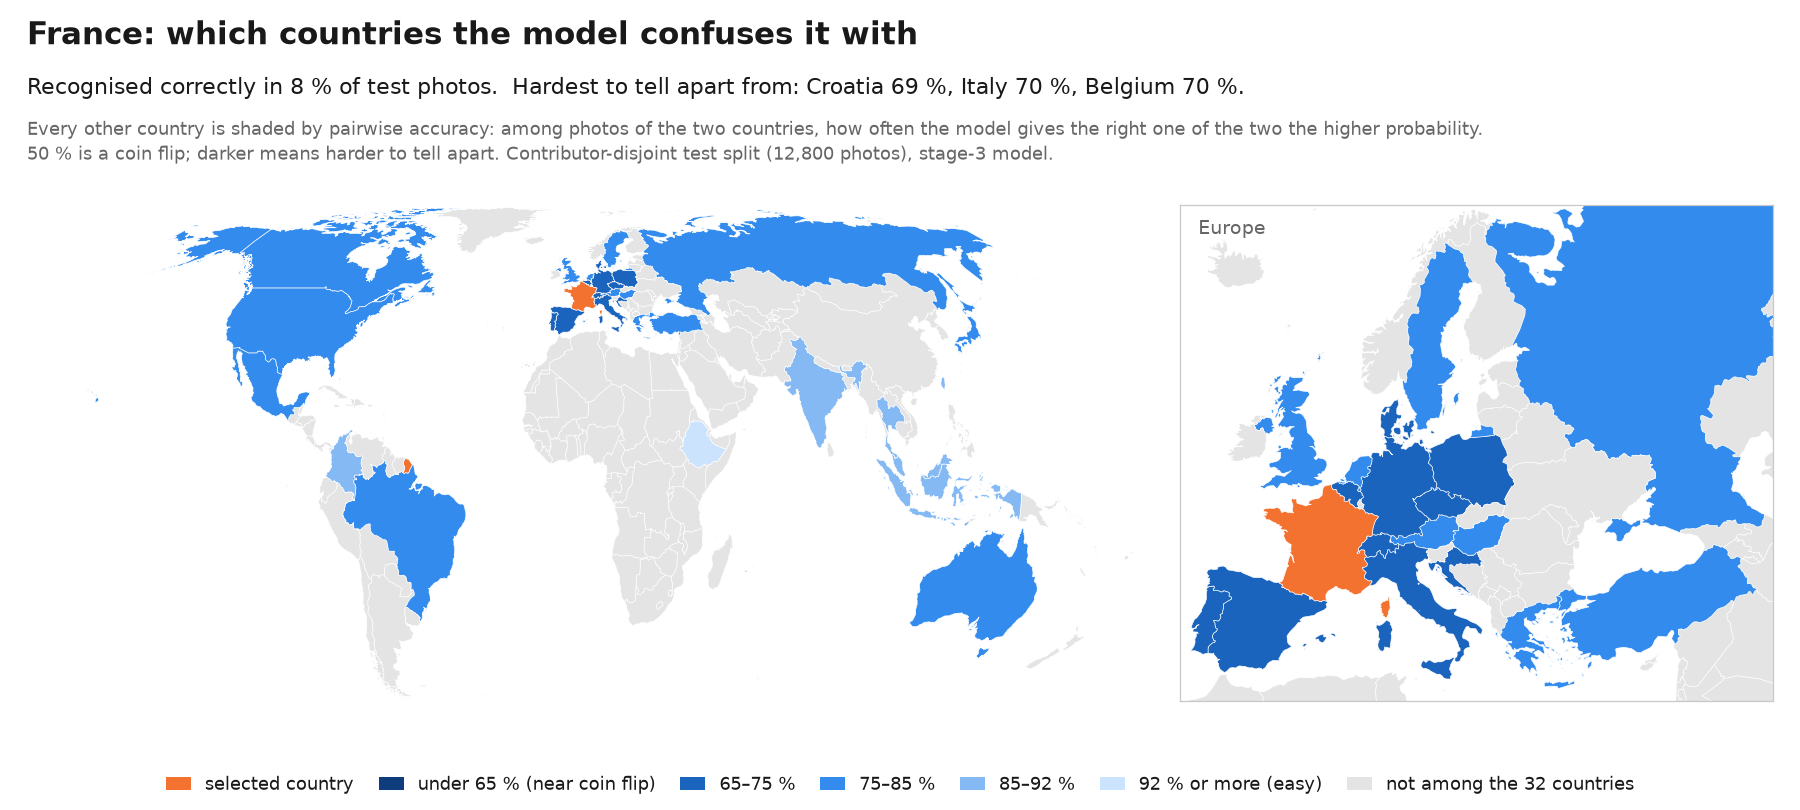 France: which countries the model confuses it with
Recognised correctly in 8 % of test photos.  Hardest to tell apart from: Croatia 69 %, Italy 70 %, Belgium 70 %.
Every other country is shaded by pairwise accuracy: among photos of the two countries, how often the model gives the right one of the two the higher probability.
50 % is a coin flip; darker means harder to tell apart. Contributor-disjoint test split (12,800 photos), stage-3 model.
Europe
selected country
under 65 % (near coin flip)
65–75 %
75–85 %
85–92 %
92 % or more (easy)
not among the 32 countries